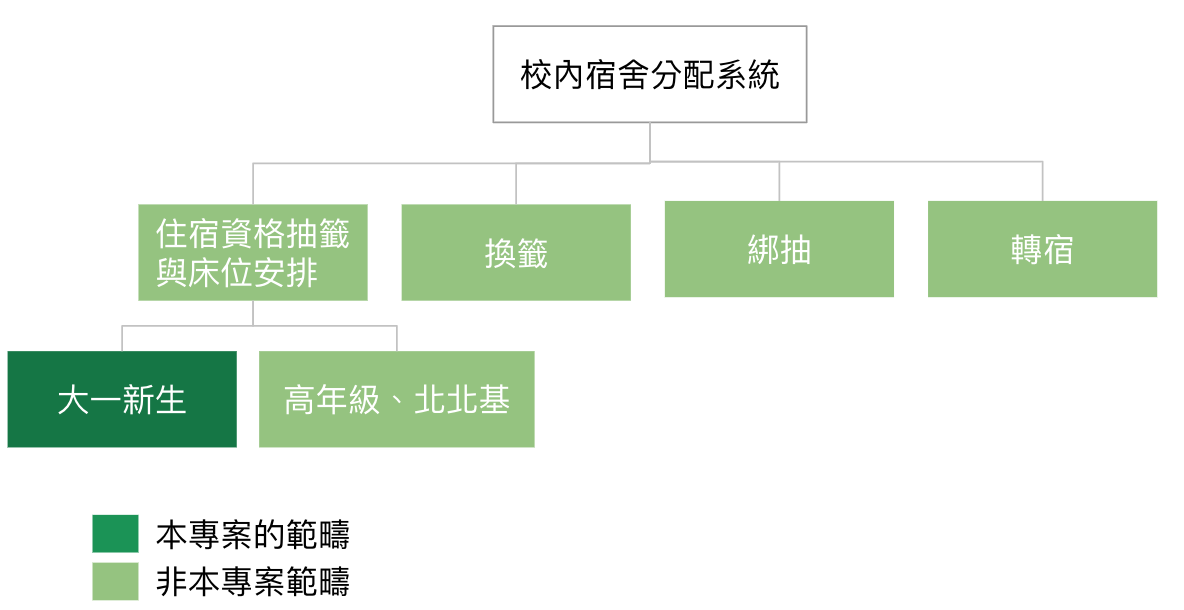 校內宿舍分配系統
住宿資格抽籤
與床位安排
換籤
綁抽
轉宿
大一新生
高年級、北北基
本專案的範疇
非本專案範疇